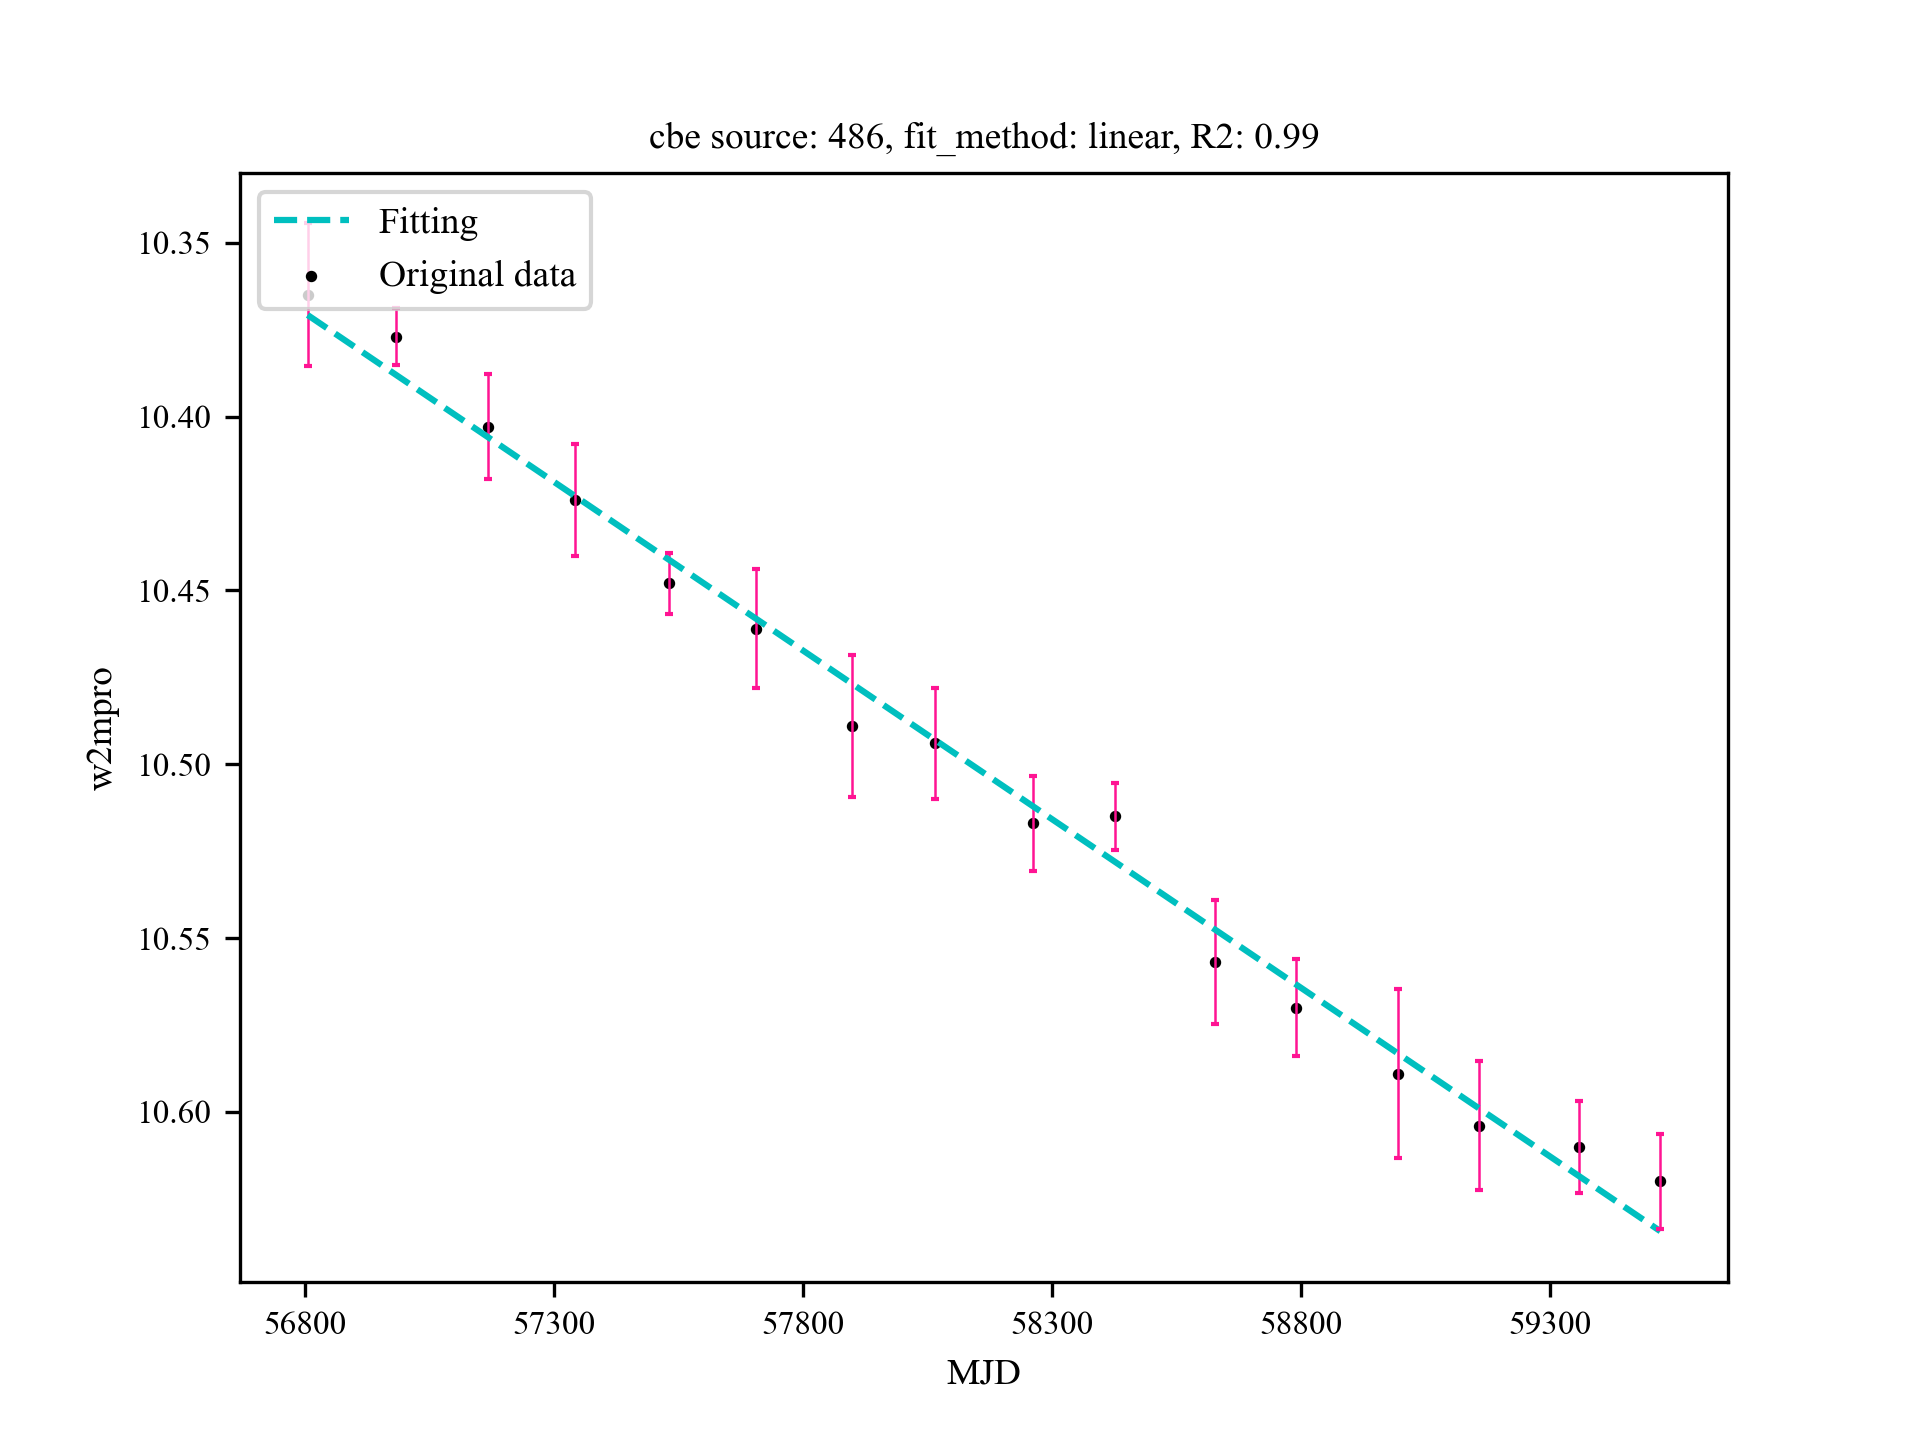 cbe source: 486, fit_method: linear, R2: 0.99
Fitting
Original data
10.35
10.40
10.45
10.50
10.55
10.60
w2mpro
56800 57300 57800 58300 58800 59300
MJD